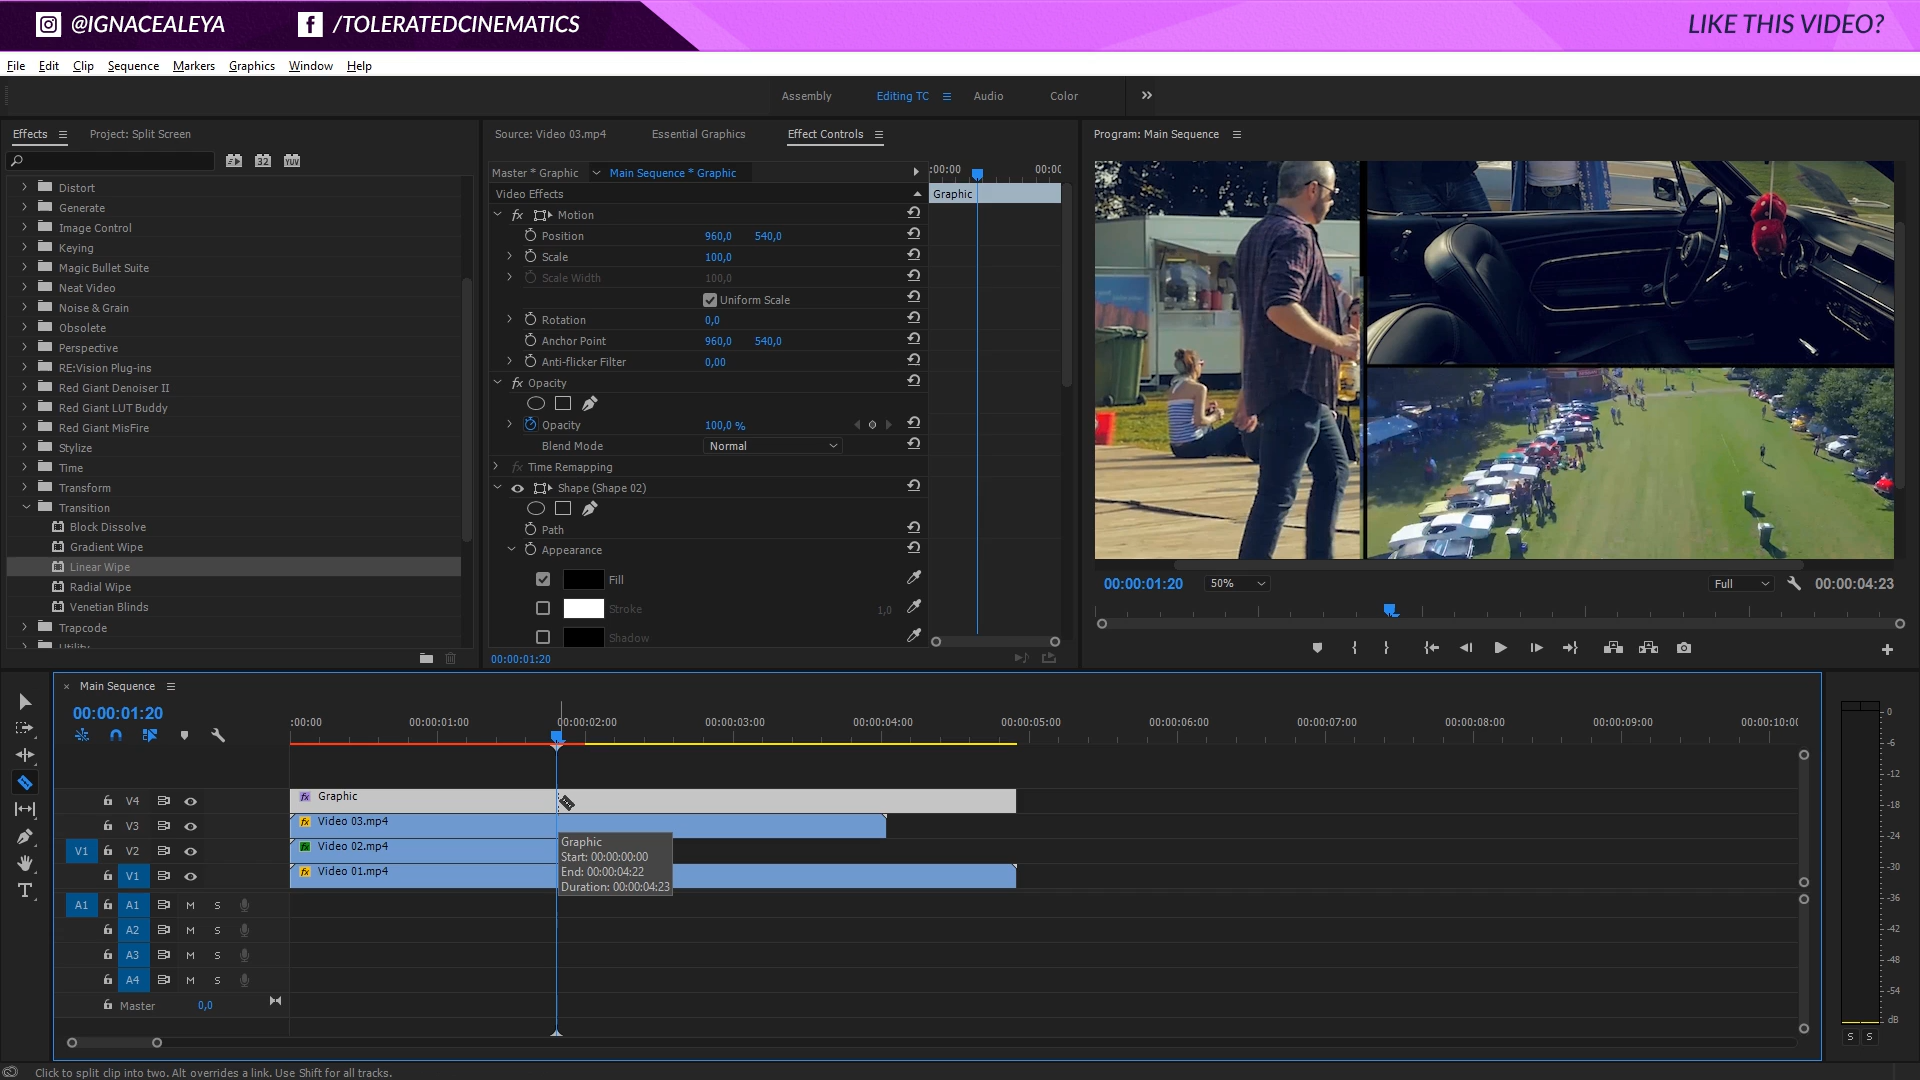 @IGNACEALEYA
/TOLERATEDCINEMATICS
LIKE THIS VIDEO?
File Edit Clip Sequence Markers Graphics Window Help
Assembly Editing TC Audio Color
Effects Project: Split Screen
Distort
Generate
Image Control
Keying
Magic Bullet Suite
Neat Video
Noise & Grain
Obsolete
Perspective
RE:Vision Plug-ins
Red Giant Denoiser II
Red Giant LUT Buddy
Red Giant MisFire
Stylize
Time
Transform
Transition
Block Dissolve
Gradient Wipe
Linear Wipe
Radial Wipe
Venetian Blinds
Trapcode
Utility
Source: Video 03.mp4 Essential Graphics Effect Controls
Master * Graphic Main Sequence * Graphic
:00:00 00:0
Video Effects
Graphic
fx Motion
Position 960,0 540,0
Scale 100,0
Scale Width 100,0
Uniform Scale
Rotation 0,0
Anchor Point 960,0 540,0
Anti-flicker Filter 0,00
fx Opacity
Opacity 100,0 %
Blend Mode Normal
fx Time Remapping
Shape (Shape 02)
Path
Appearance
Fill
Stroke 1,0
Shadow
00:00:01:20
Program: Main Sequence
00:00:01:20 50% Full 00:00:04:23
Main Sequence
00:00:01:20
:00:00 00:00:01:00 00:00:02:00 00:00:03:00 00:00:04:00 00:00:05:00 00:00:06:00 00:00:07:00 00:00:08:00 00:00:09:00 00:00:10:0
V4 fx Graphic
V3 fx Video 03.mp4
V1 V2 fx Video 02.mp4
V1 fx Video 01.mp4
Graphic
Start: 00:00:00:00
End: 00:00:04:22
Duration: 00:00:04:23
A1 A1 M S
A2 M S
A3 M S
A4 M S
Master 0,0
0
-6
-12
-18
-24
-30
-36
-42
-48
-54
dB
S S
Click to split clip into two. Alt overrides a link. Use Shift for all tracks.